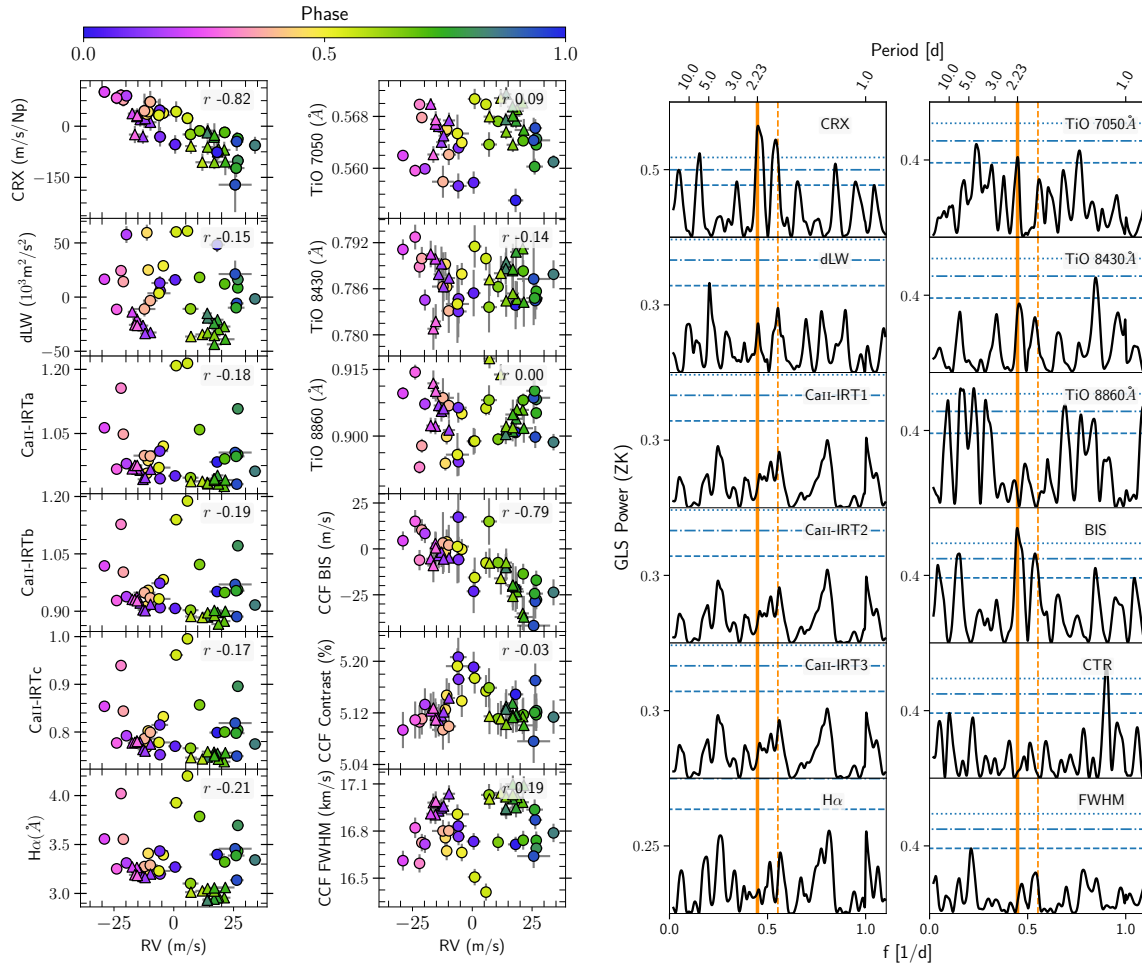 Phase
0.0 0.5 1.0
r -0.82
CRX (m/s/Np)
0
−150
r -0.15
dLW (10³m²/s²)
50
0
−50
r -0.18
CaII-IRTa
1.20
1.05
r -0.19
CaII-IRTb
1.20
1.05
0.90
r -0.17
CaII-IRTc
1.0
0.9
0.8
r -0.21
Hα(Å)
4.0
3.5
3.0
−25 0 25
RV (m/s)
r 0.09
TiO 7050 (Å)
0.568
0.560
r -0.14
TiO 8430 (Å)
0.792
0.786
0.780
r 0.00
TiO 8860 (Å)
0.915
0.900
r -0.79
CCF BIS (m/s)
25
0
−25
r -0.03
CCF Contrast (%)
5.20
5.12
5.04
r 0.19
CCF FWHM (km/s)
17.1
16.8
16.5
−25 0 25
RV (m/s)
Period [d]
10.0 5.0 3.0 2.23 1.0
10.0 5.0 3.0 2.23 1.0
GLS Power (ZK)
CRX
0.5
dLW
0.3
CaII-IRT1
0.3
CaII-IRT2
0.3
CaII-IRT3
0.3
Hα
0.25
0.0 0.5 1.0
TiO 7050Å
0.4
TiO 8430Å
0.4
TiO 8860Å
0.4
BIS
0.4
CTR
0.4
FWHM
0.4
0.0 0.5 1.0
f [1/d]